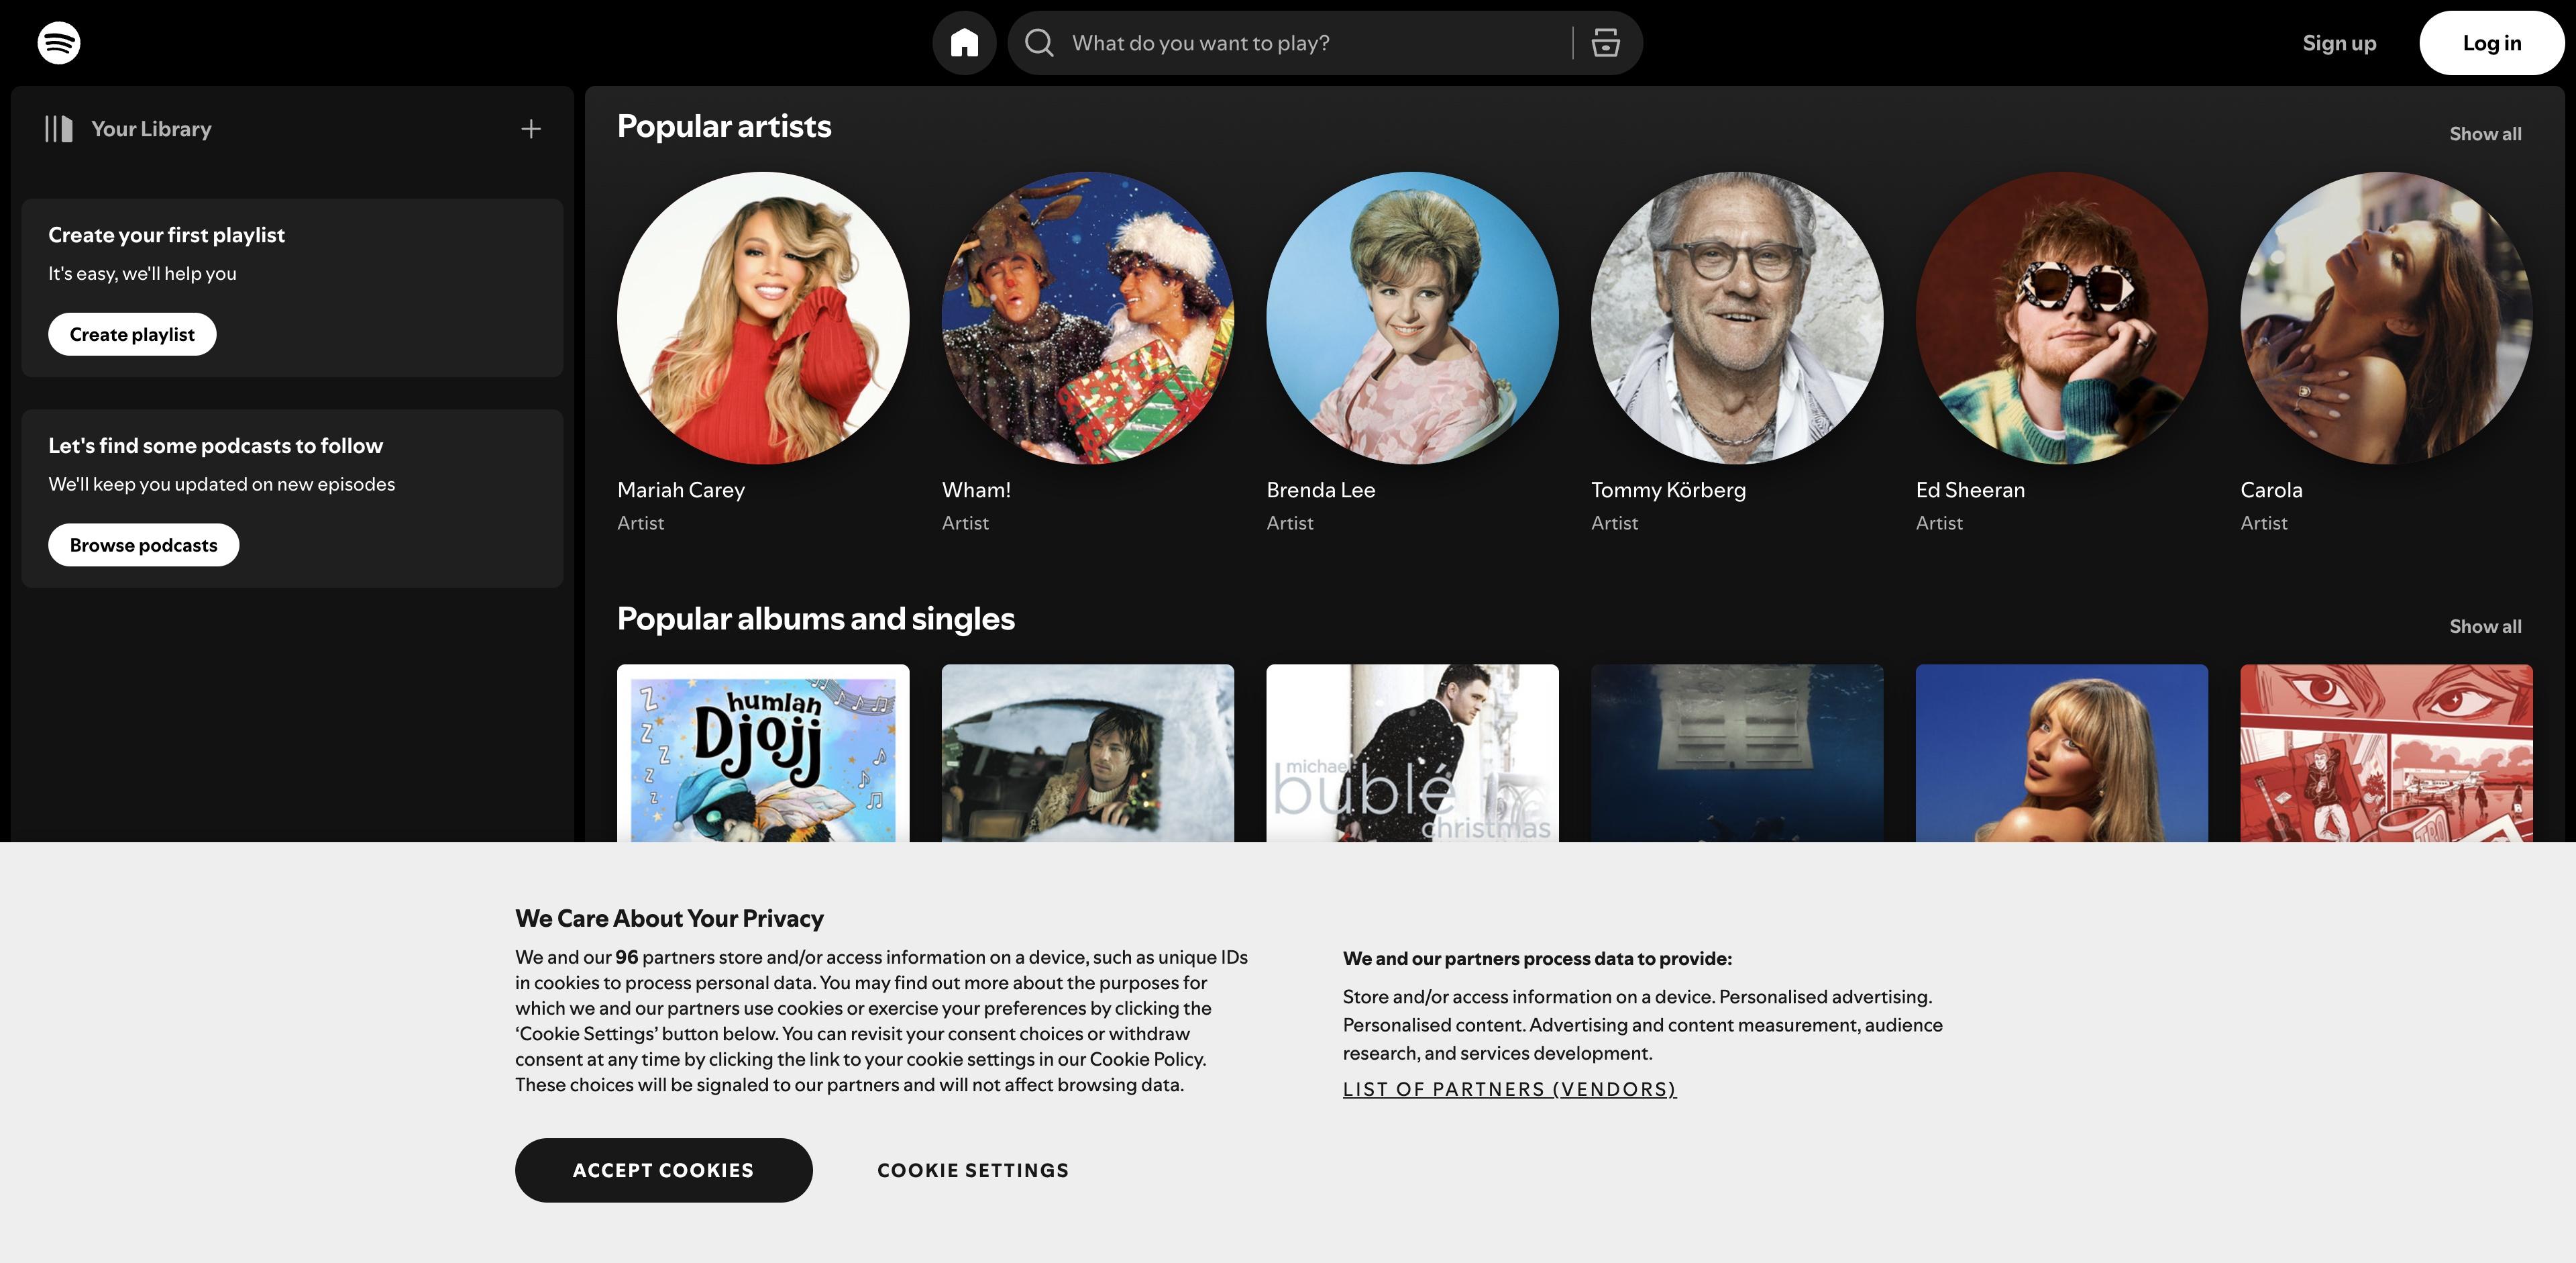 What do you want to play?
Sign up
Log in
Your Library
Create your first playlist
It's easy, we'll help you
Create playlist
Let's find some podcasts to follow
We'll keep you updated on new episodes
Browse podcasts
Popular artists
Show all
Mariah Carey
Artist
Wham!
Artist
Brenda Lee
Artist
Tommy Körberg
Artist
Ed Sheeran
Artist
Carola
Artist
Popular albums and singles
Show all
humlan
Djojj
michael
bublé
christmas
We Care About Your Privacy
We and our 96 partners store and/or access information on a device, such as unique IDs
in cookies to process personal data. You may find out more about the purposes for
which we and our partners use cookies or exercise your preferences by clicking the
‘Cookie Settings’ button below. You can revisit your consent choices or withdraw
consent at any time by clicking the link to your cookie settings in our Cookie Policy.
These choices will be signaled to our partners and will not affect browsing data.
We and our partners process data to provide:
Store and/or access information on a device. Personalised advertising.
Personalised content. Advertising and content measurement, audience
research, and services development.
LIST OF PARTNERS (VENDORS)
ACCEPT COOKIES
COOKIE SETTINGS